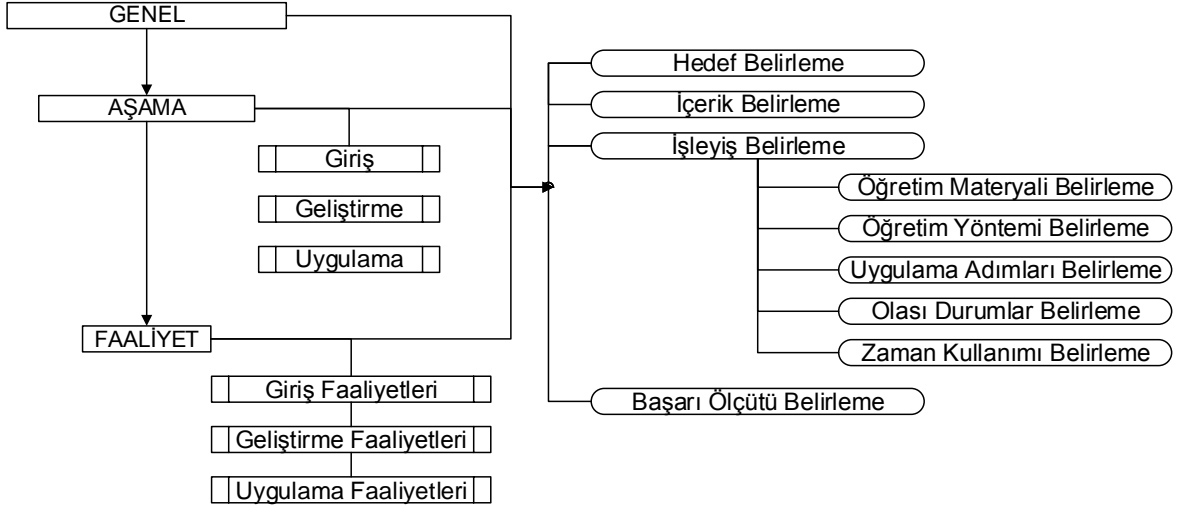 GENEL
AŞAMA
Giriş
Geliştirme
Uygulama
FAALİYET
Giriş Faaliyetleri
Geliştirme Faaliyetleri
Uygulama Faaliyetleri
Hedef Belirleme
İçerik Belirleme
İşleyiş Belirleme
Öğretim Materyali Belirleme
Öğretim Yöntemi Belirleme
Uygulama Adımları Belirleme
Olası Durumlar Belirleme
Zaman Kullanımı Belirleme
Başarı Ölçütü Belirleme